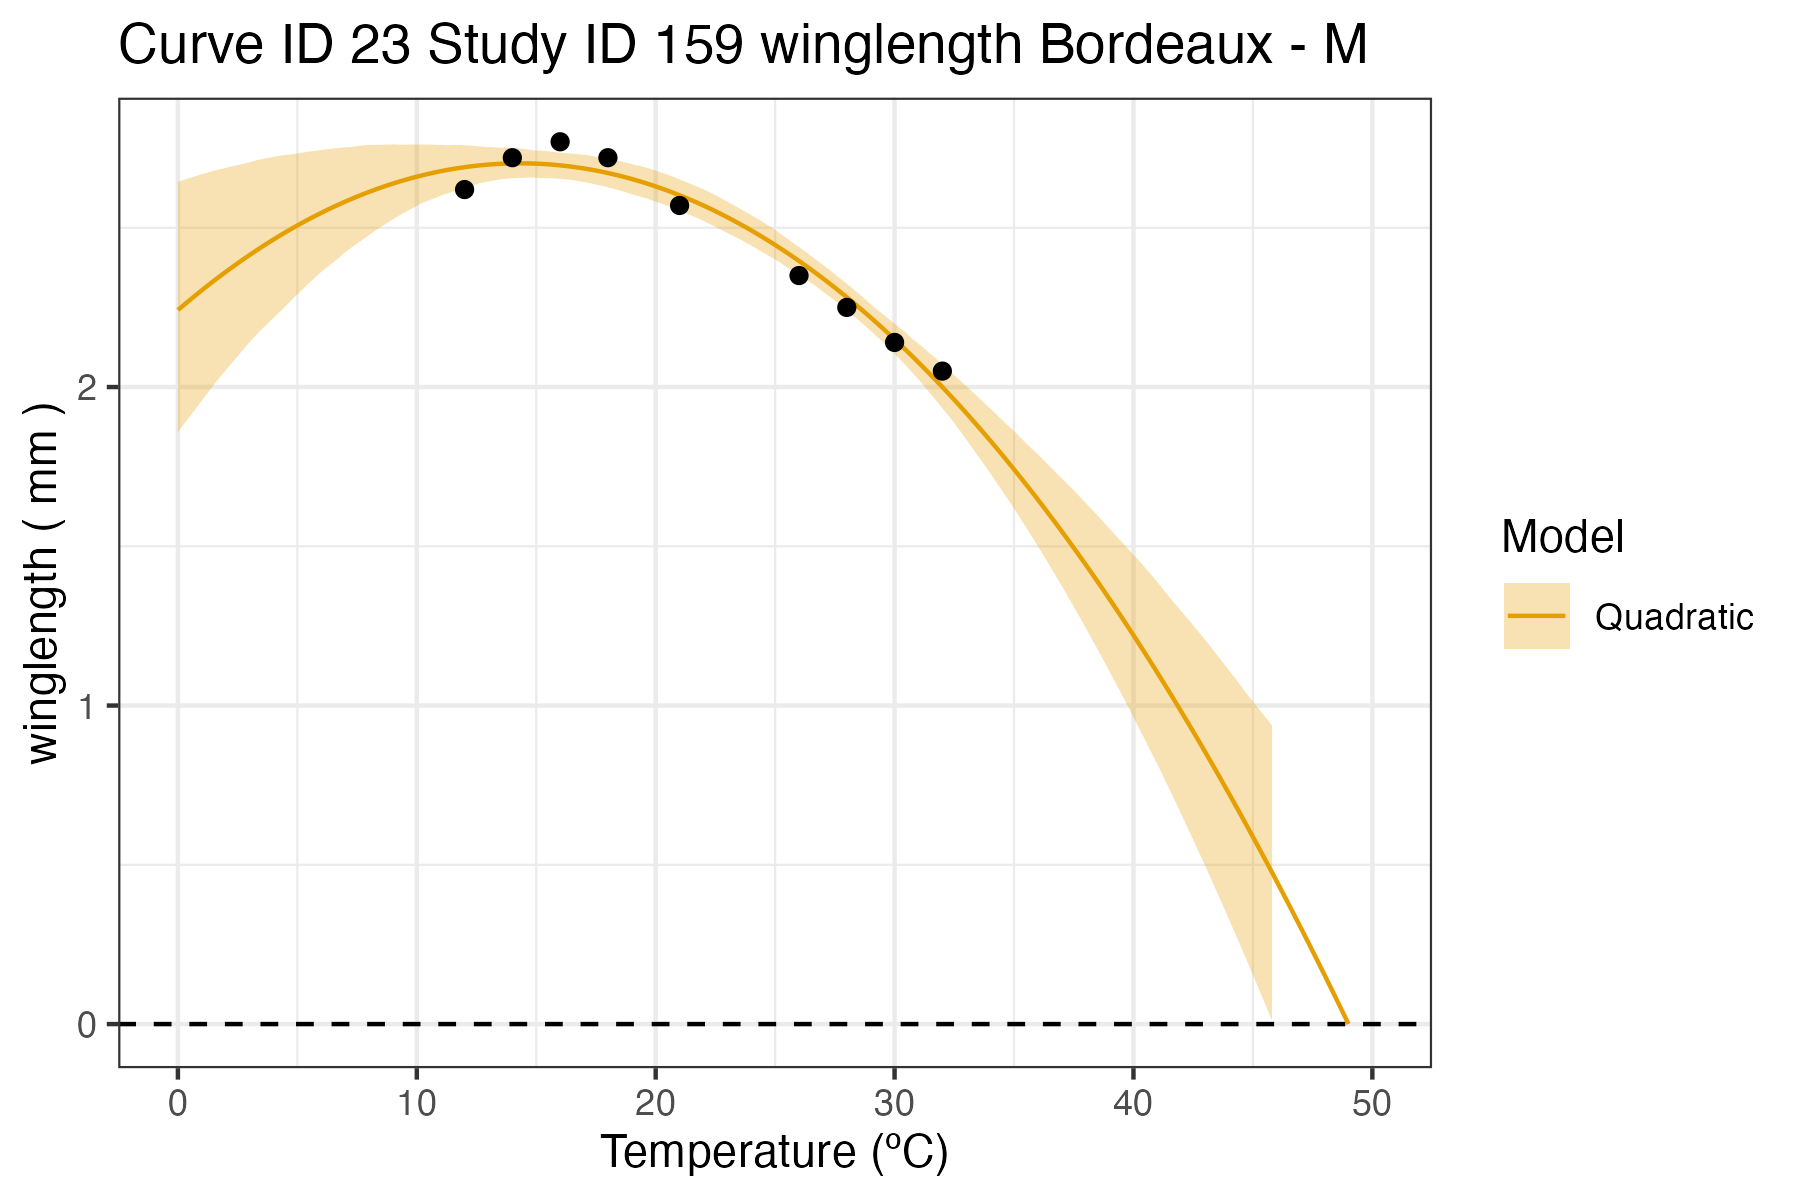 Curve ID 23 Study ID 159 winglength Bordeaux - M
winglength ( mm )
2
1
0
0 10 20 30 40 50
Temperature (ºC)
Model
Quadratic